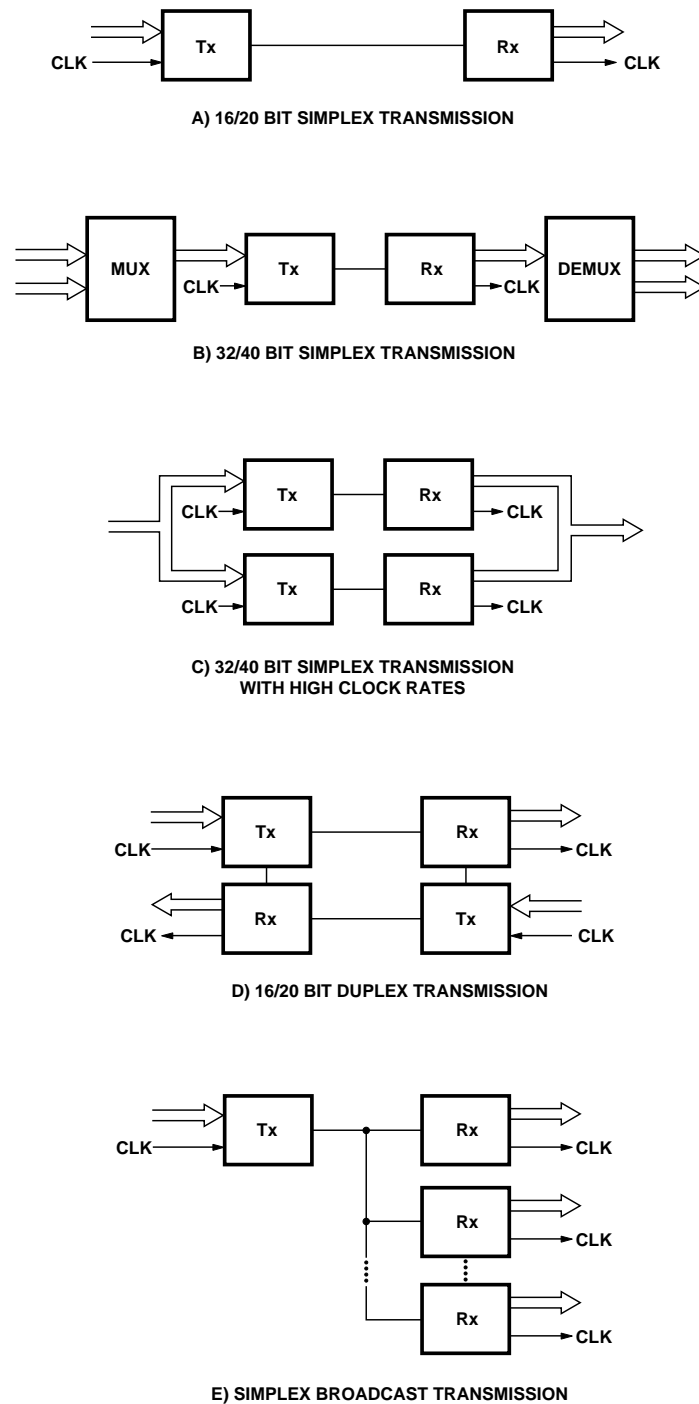 Tx
Rx
CLK
CLK
A) 16/20 BIT SIMPLEX TRANSMISSION
MUX
Tx
Rx
DEMUX
CLK
CLK
B) 32/40 BIT SIMPLEX TRANSMISSION
Tx
Rx
CLK
CLK
Tx
Rx
CLK
CLK
C) 32/40 BIT SIMPLEX TRANSMISSION
WITH HIGH CLOCK RATES
Tx
Rx
CLK
CLK
Rx
Tx
CLK
CLK
D) 16/20 BIT DUPLEX TRANSMISSION
Tx
Rx
CLK
CLK
Rx
CLK
Rx
CLK
E) SIMPLEX BROADCAST TRANSMISSION